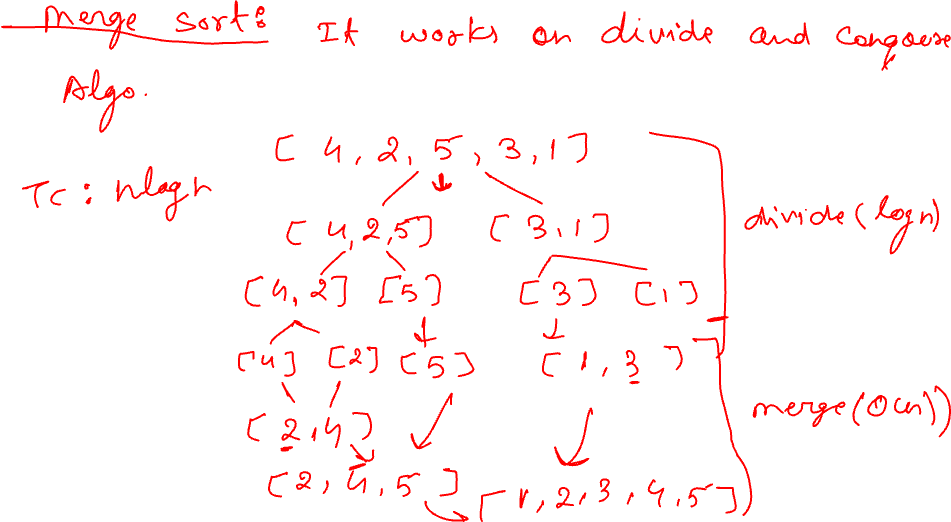 Merge Sort: It works on divide and conquore
Algo.
[ 4, 2, 5, 3, 1]
TC: nlogn
[ 4,2,5] [ 3,1] divide(logn)
[4,2] [5] [3] [1]
[4] [2] [5] [1,3]
[2,4] merge(O(n))
[2, 4, 5] [1,2,3,4,5]